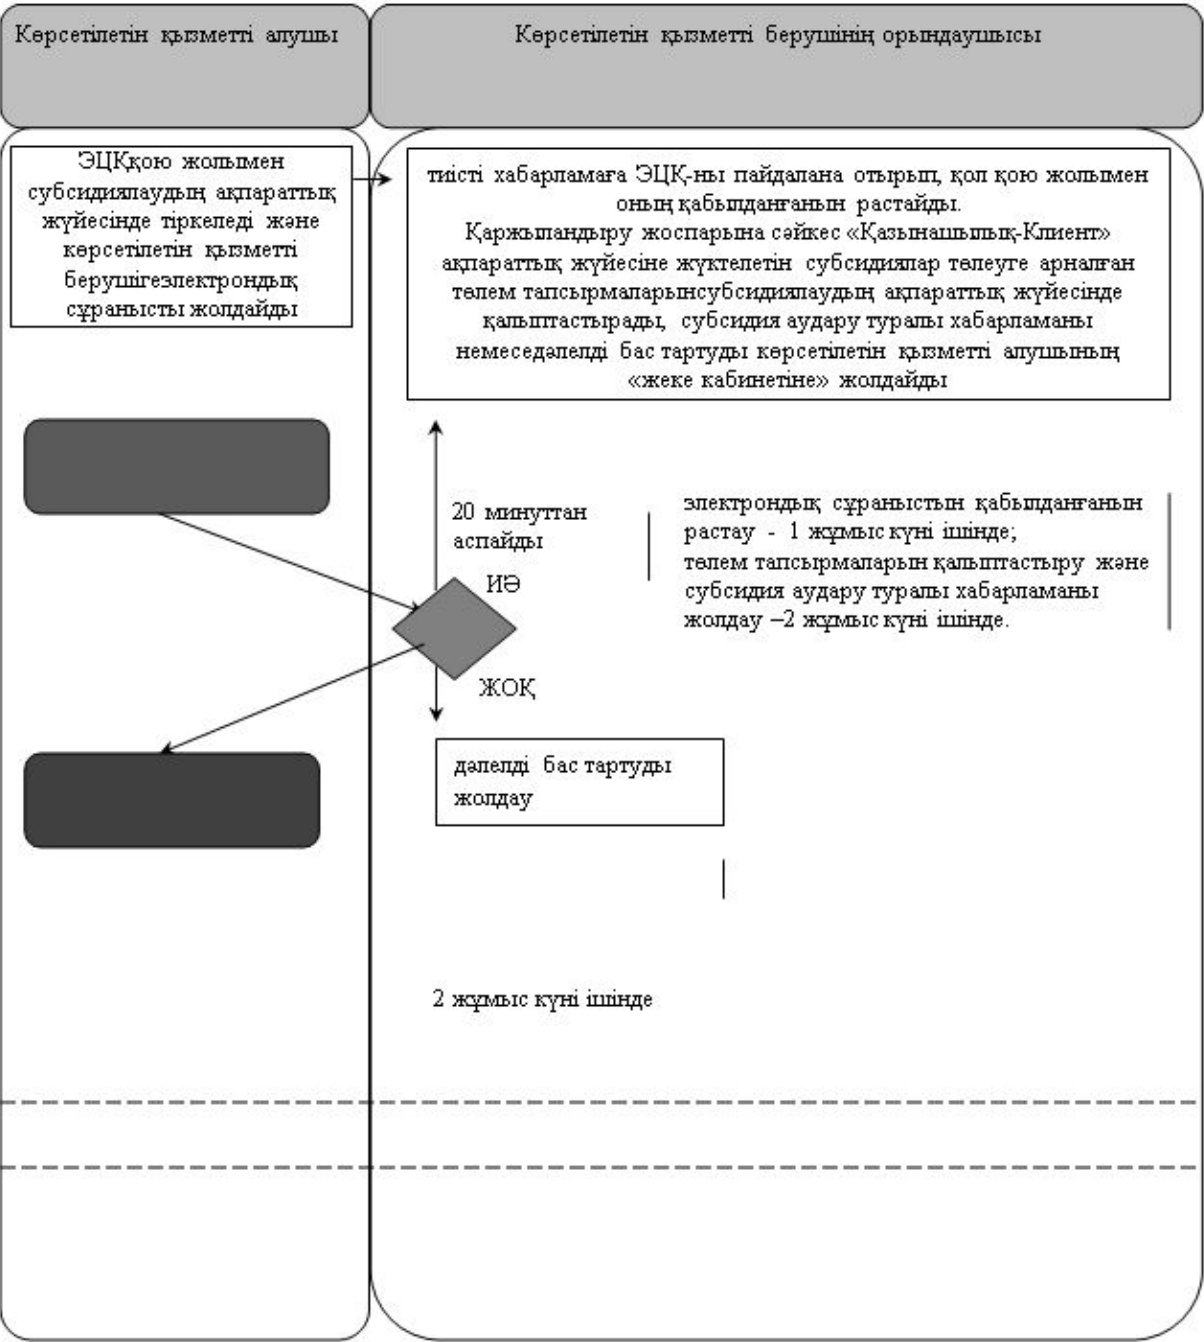 Көрсетілетін қызметті алушы
Көрсетілетін қызметті берушінің орындаушысы
ЭЦҚқою жолымен
субсидиялаудың ақпараттық
жүйесінде тіркеледі және
көрсетілетін қызметті
берушігеэлектрондық
сұранысты жолдайды
тиісті хабарламаға ЭЦҚ-ны пайдалана отырып, қол қою жолымен
оның қабылданғанын растайды.
Қаржыландыру жоспарына сәйкес «Қазынашылық-Клиент»
ақпараттық жүйесіне жүктелетін субсидиялар төлеуге арналған
төлем тапсырмаларынсубсидиялаудың ақпараттық жүйесінде
қалыптастырады, субсидия аудару туралы хабарламаны
немеседәлелді бас тартуды көрсетілетін қызметті алушының
«жеке кабинетіне» жолдайды
20 минуттан
аспайды
электрондық сұраныстын қабылданғанын
растау - 1 жұмыс күні ішінде;
төлем тапсырмаларын қалыптастыру және
субсидия аудару туралы хабарламаны
жолдау –2 жұмыс күні ішінде.
ИӘ
ЖОҚ
дәлелді бас тартуды
жолдау
2 жұмыс күні ішінде